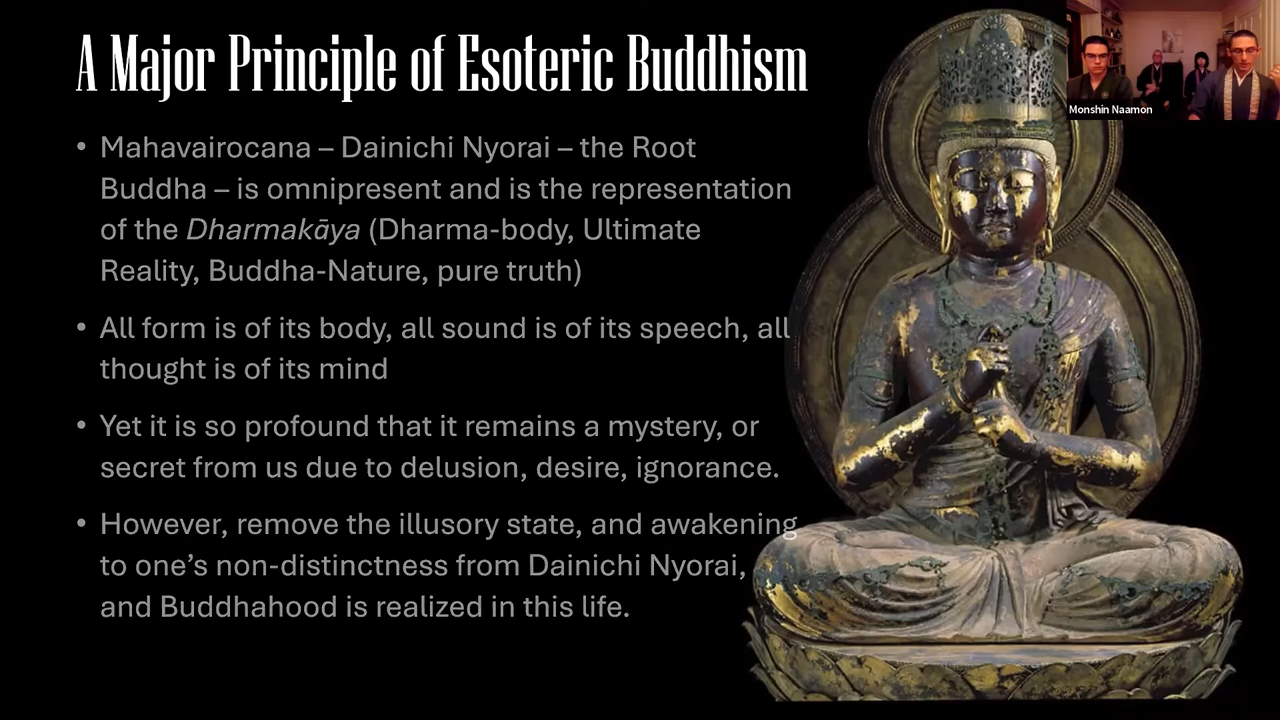 A Major Principle of Esoteric Buddhism
Monshin Naamon
• Mahavairocana – Dainichi Nyorai – the Root
Buddha – is omnipresent and is the representation
of the Dharmakāya (Dharma-body, Ultimate
Reality, Buddha-Nature, pure truth)
• All form is of its body, all sound is of its speech, all
thought is of its mind
• Yet it is so profound that it remains a mystery, or
secret from us due to delusion, desire, ignorance.
• However, remove the illusory state, and awakening
to one’s non-distinctness from Dainichi Nyorai,
and Buddhahood is realized in this life.